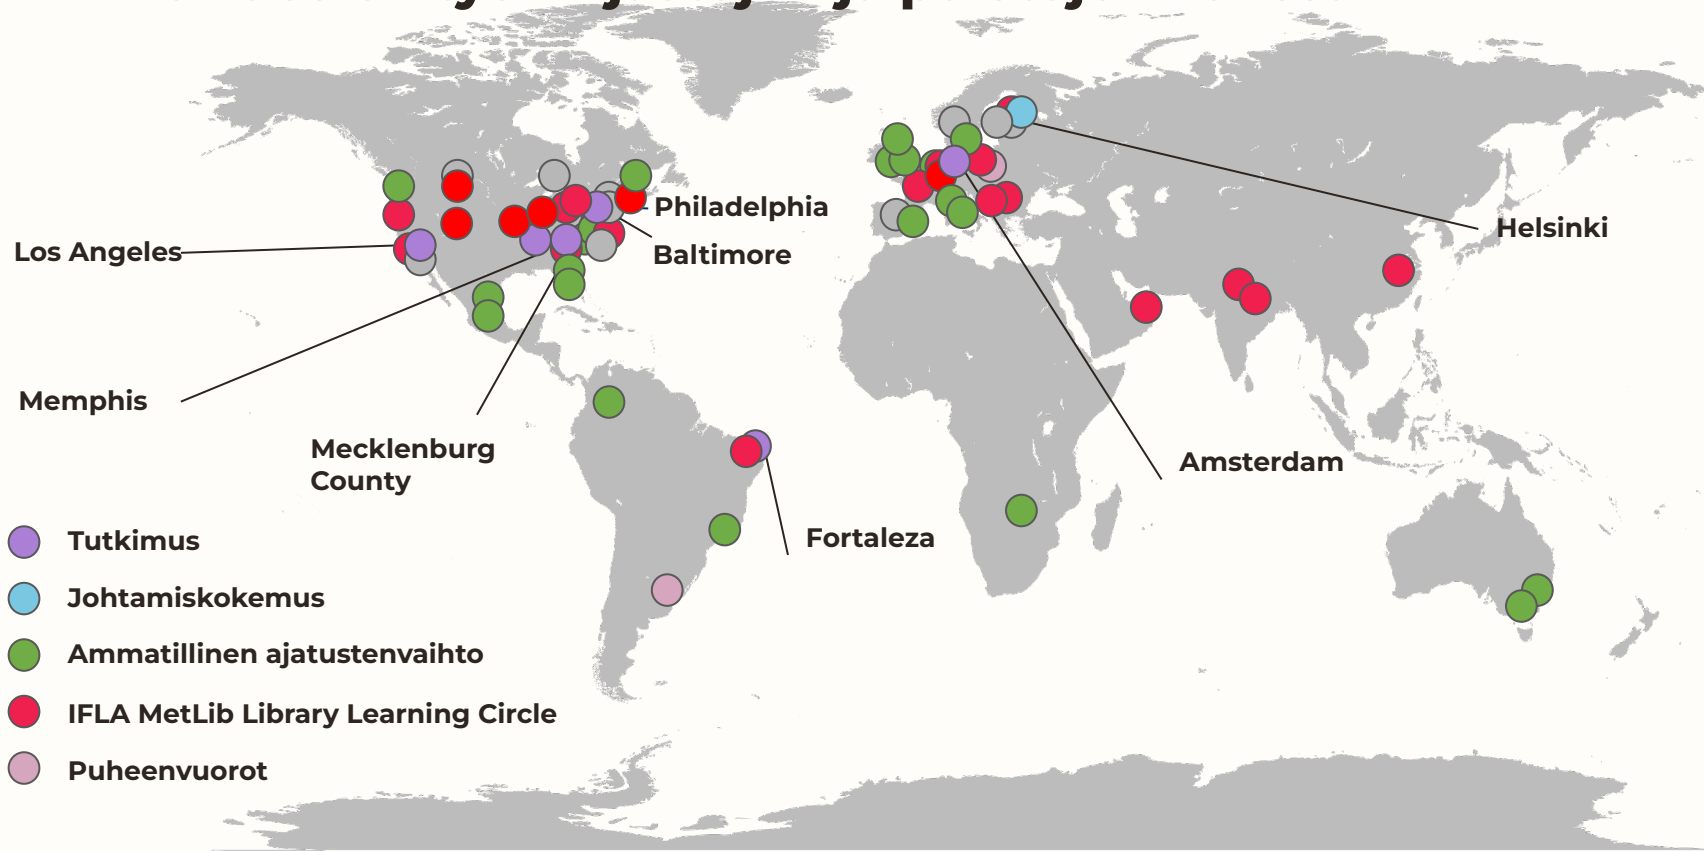 Philadelphia
Helsinki
Los Angeles
Baltimore
Memphis
Mecklenburg
County
Amsterdam
Fortaleza
Tutkimus
Johtamiskokemus
Ammatillinen ajatustenvaihto
IFLA MetLib Library Learning Circle
Puheenvuorot